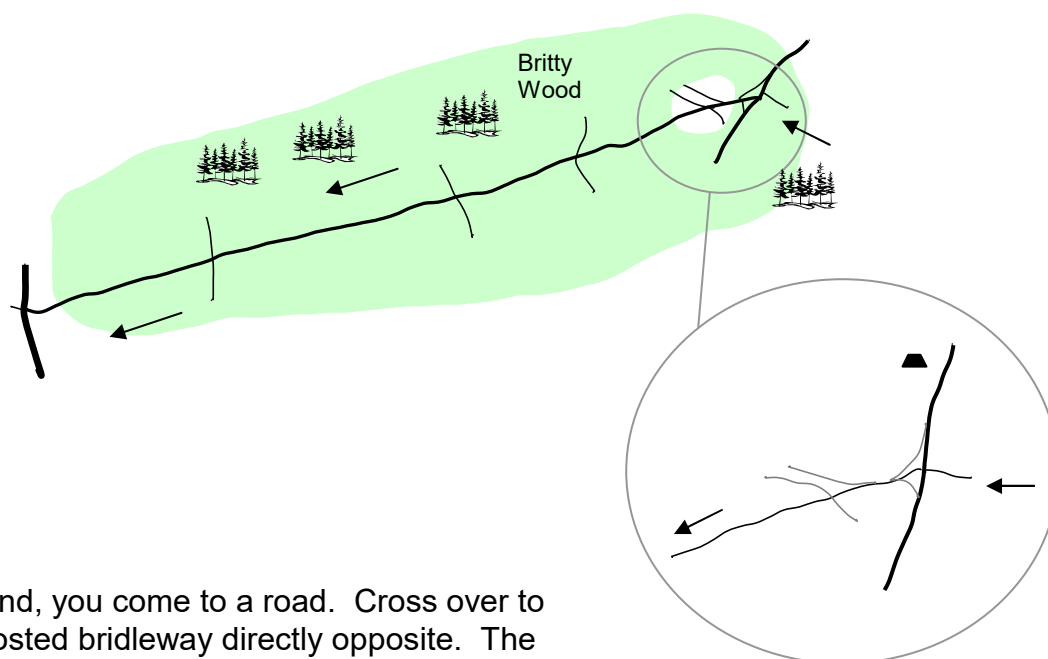 Britty
Wood
nd, you come to a road.  Cross over to
osted bridleway directly opposite.  The